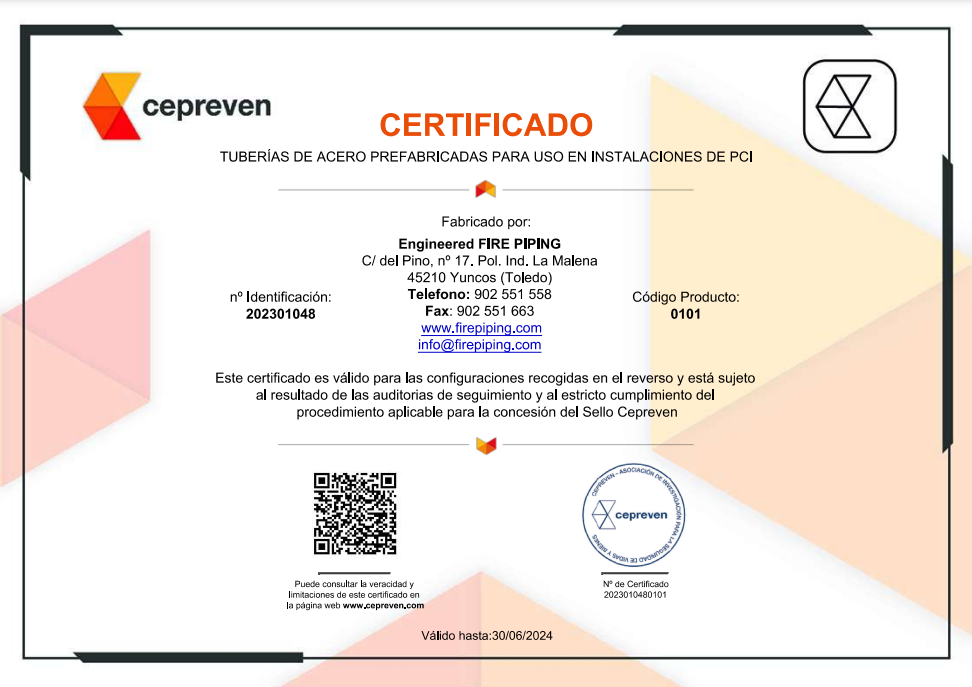 cepreven
CERTIFICADO
TUBERÍAS DE ACERO PREFABRICADAS PARA USO EN INSTALACIONES DE PCI
Fabricado por:
Engineered FIRE PIPING
C/ del Pino, nº 17. Pol. Ind. La Malena
45210 Yuncos (Toledo)
Telefono: 902 551 558
Fax: 902 551 663
www.firepiping.com
info@firepiping.com
nº Identificación:
202301048
Código Producto:
0101
Este certificado es válido para las configuraciones recogidas en el reverso y está sujeto
al resultado de las auditorias de seguimiento y al estricto cumplimiento del
procedimiento aplicable para la concesión del Sello Cepreven
CEPREVEN - ASOCIACIÓN DE INVESTIGACIÓN PARA LA SEGURIDAD DE VIDAS Y BIENES
cepreven
Puede consultar la veracidad y
limitaciones de este certificado en
la página web www.cepreven.com
Nº de Certificado
2023010480101
Válido hasta:30/06/2024